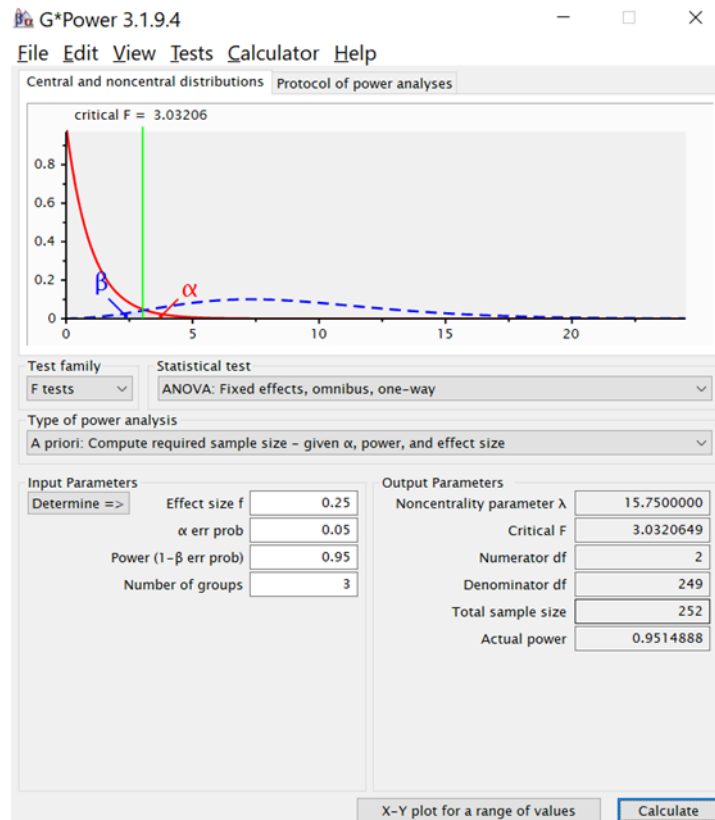 βα G*Power 3.1.9.4
File Edit View Tests Calculator Help
Central and noncentral distributions Protocol of power analyses
critical F = 3.03206
0.8
0.6
0.4
0.2
0
β
α
0 5 10 15 20
Test family Statistical test
F tests ANOVA: Fixed effects, omnibus, one-way
Type of power analysis
A priori: Compute required sample size - given α, power, and effect size
Input Parameters Output Parameters
Determine => Effect size f 0.25 Noncentrality parameter λ 15.7500000
α err prob 0.05 Critical F 3.0320649
Power (1-β err prob) 0.95 Numerator df 2
Number of groups 3 Denominator df 249
Total sample size 252
Actual power 0.9514888
X-Y plot for a range of values Calculate